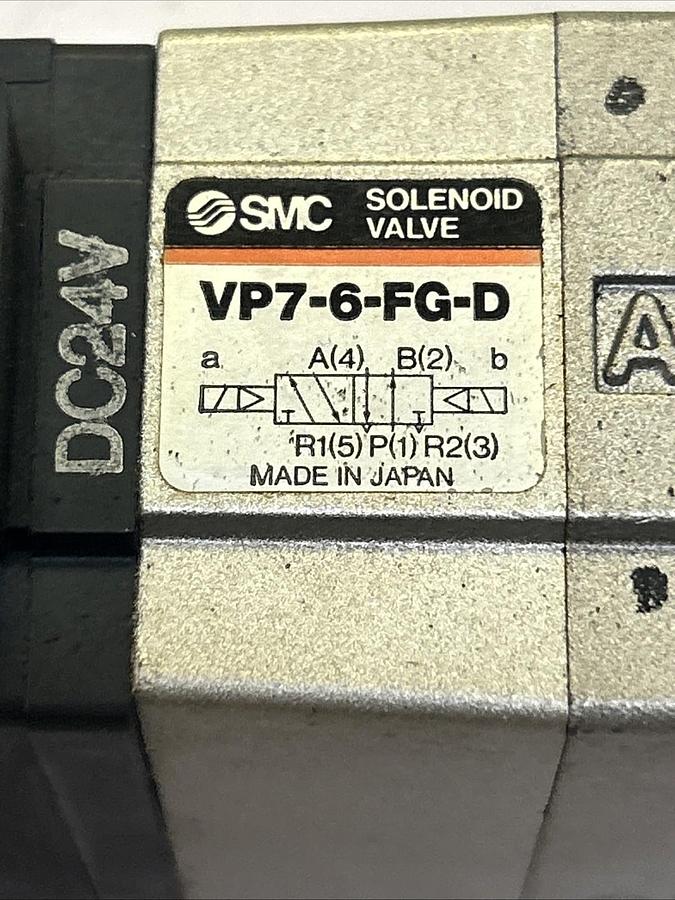 DC24V
SMC SOLENOID
VALVE
VP7-6-FG-D
a A(4) B(2) b
R1(5) P(1) R2(3)
MADE IN JAPAN
A